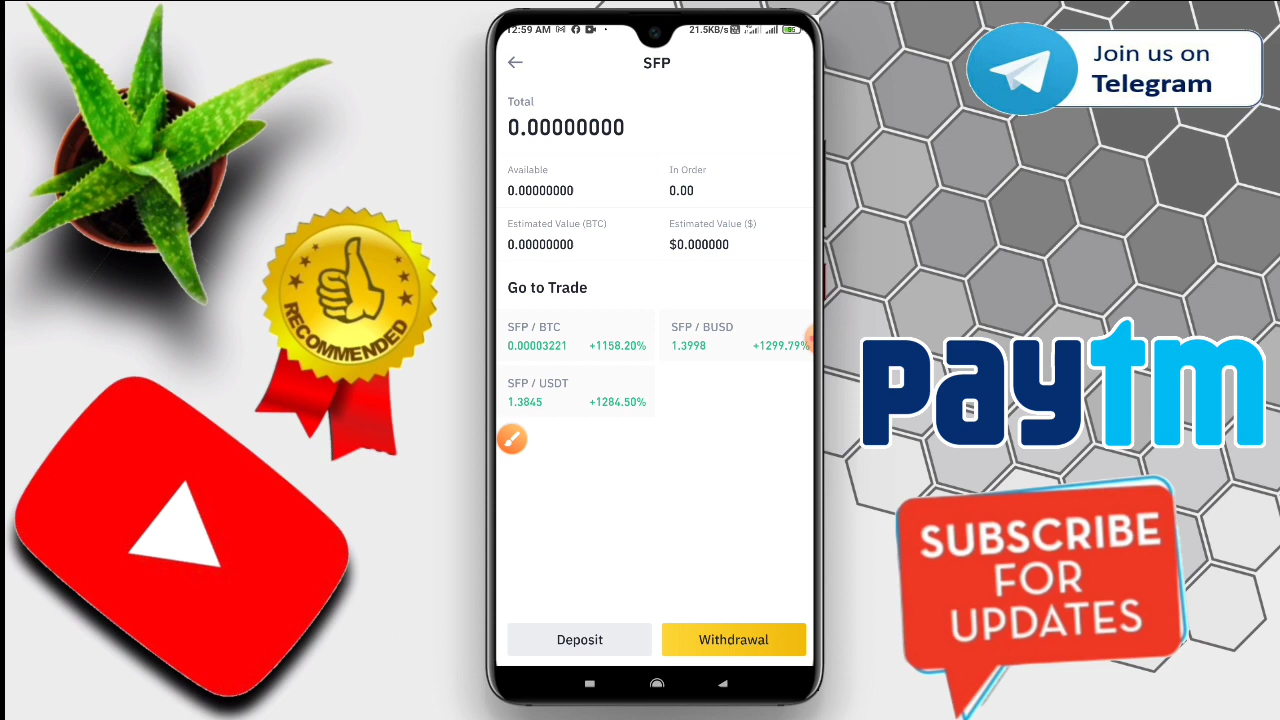 12:59 AM
21.5KB/s
95
SFP
Total
0.00000000
Available
In Order
0.00000000
0.00
Estimated Value (BTC)
Estimated Value ($)
0.00000000
$0.000000
Go to Trade
SFP / BTC
SFP / BUSD
0.00003221 +1158.20%
1.3998 +1299.79%
SFP / USDT
1.3845 +1284.50%
Deposit
Withdrawal
RECOMMENDED
Join us on
Telegram
paytm
SUBSCRIBE
FOR
UPDATES